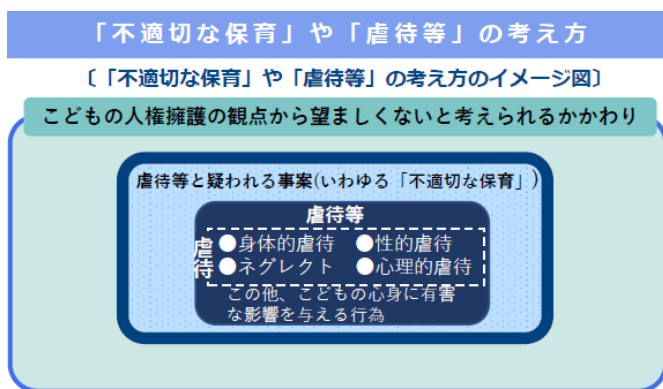 「不適切な保育」や「虐待等」の考え方
〔「不適切な保育」や「虐待等」の考え方のイメージ図〕
こどもの人権擁護の観点から望ましくないと考えられるかかわり
虐待等と疑われる事案(いわゆる「不適切な保育」)
虐待等
虐待
●身体的虐待 ●性的虐待
●ネグレクト ●心理的虐待
この他、こどもの心身に有害
な影響を与える行為